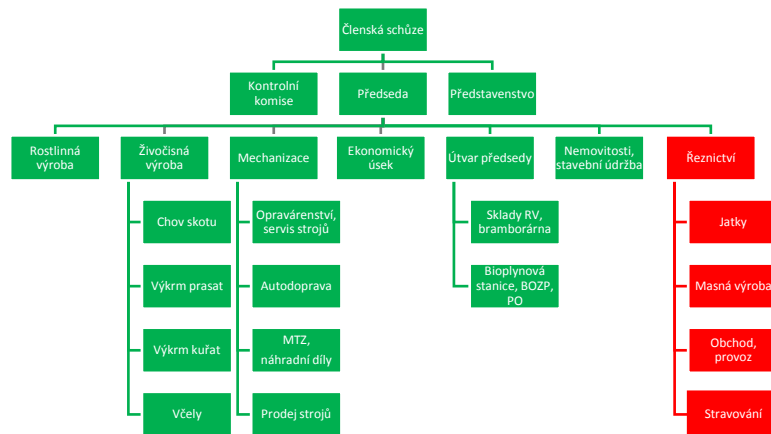 Členská schůze
Kontrolní
komise
Předseda
Představenstvo
Rostlinná
výroba
Živočisná
výroba
Mechanizace
Ekonomický
úsek
Útvar předsedy
Nemovitosti,
stavební údržba
Řeznictví
Chov skotu
Opravárenství,
servis strojů
Sklady RV,
bramborárna
Jatky
Výkrm prasat
Autodoprava
Bioplynová
stanice, BOZP,
PO
Masná výroba
Výkrm kuřat
MTZ,
náhradní díly
Obchod,
provoz
Včely
Prodej strojů
Stravování